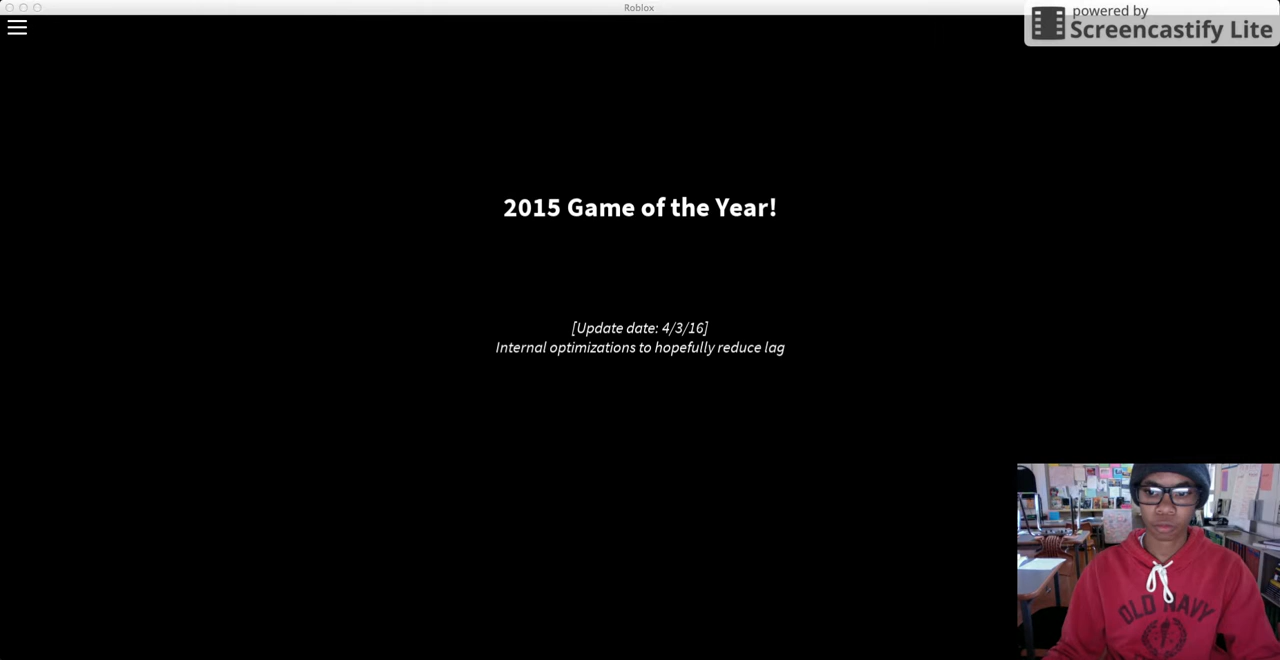 Roblox
powered by
Screencastify Lite
2015 Game of the Year!
[Update date: 4/3/16]
Internal optimizations to hopefully reduce lag
OLD NAVY